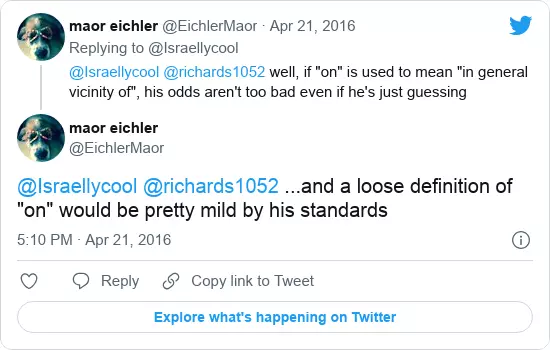 maor eichler @EichlerMaor · Apr 21, 2016
Replying to @Israellycool
@Israellycool @richards1052 well, if "on" is used to mean "in general
vicinity of", his odds aren't too bad even if he's just guessing
maor eichler
@EichlerMaor
@Israellycool @richards1052 ...and a loose definition of
"on" would be pretty mild by his standards
5:10 PM · Apr 21, 2016
Reply Copy link to Tweet
Explore what's happening on Twitter